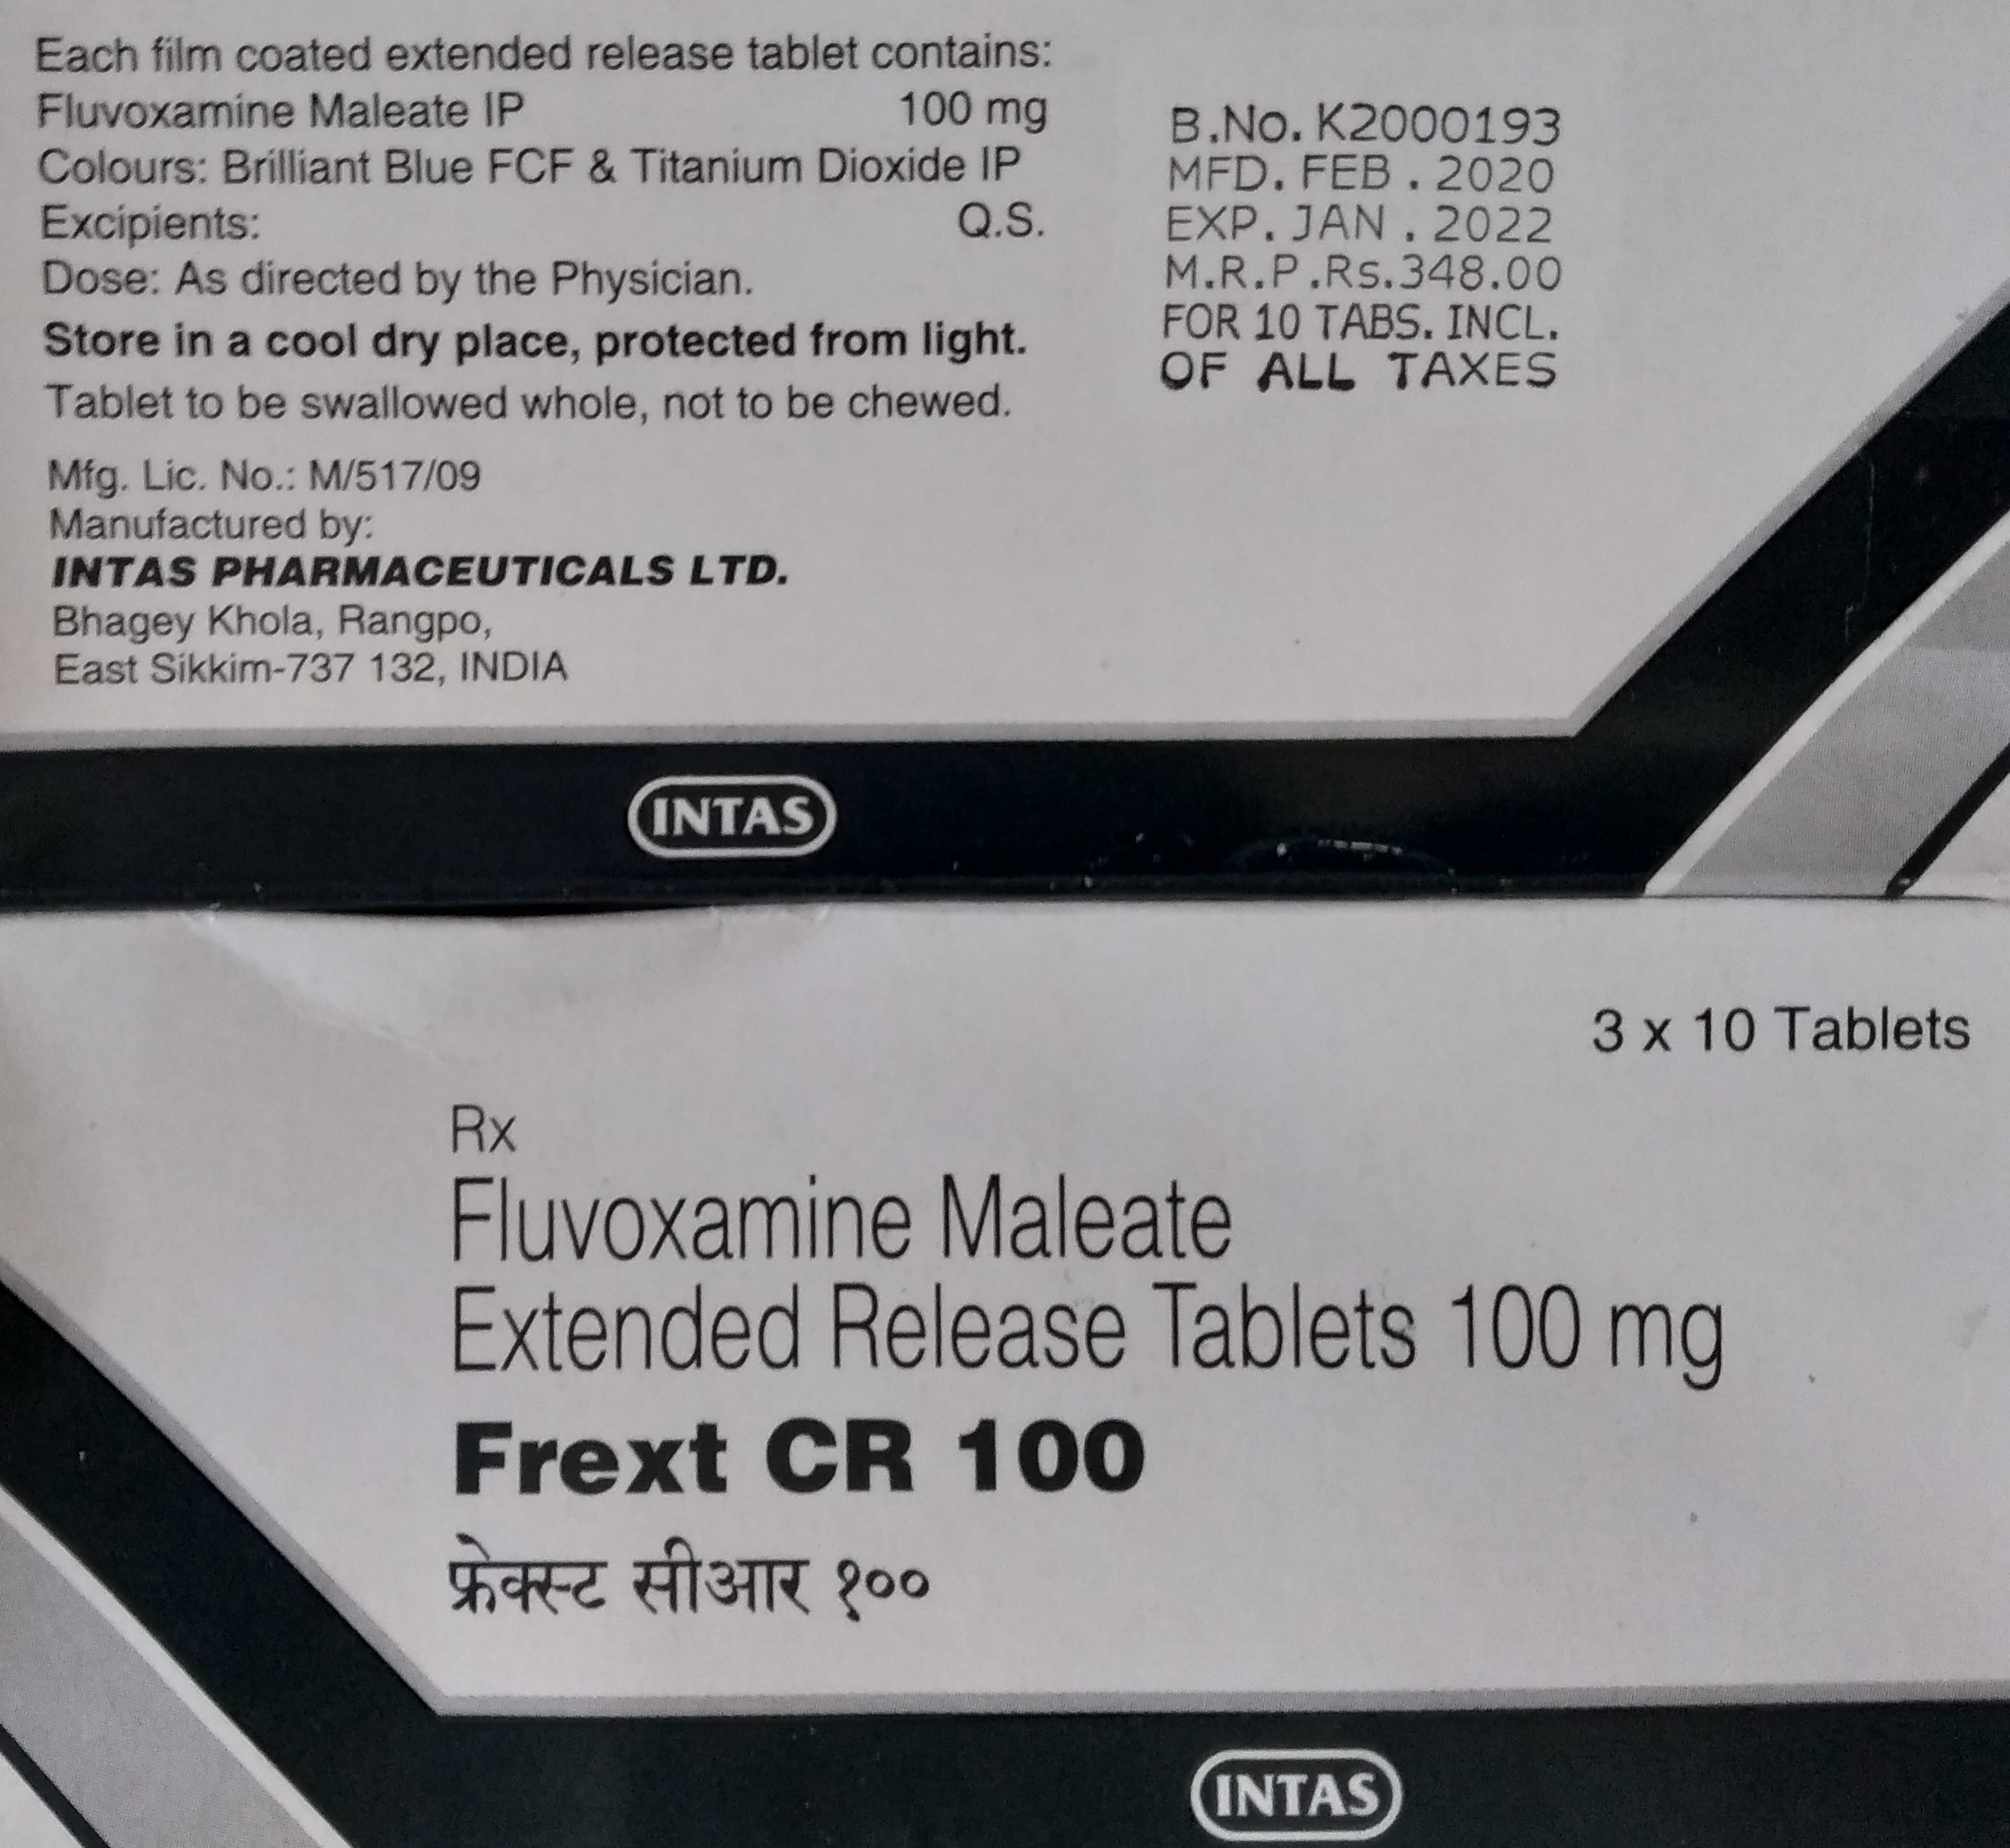 Each film coated extended release tablet contains:
Fluvoxamine Maleate IP 100 mg
Colours: Brilliant Blue FCF & Titanium Dioxide IP
Excipients: Q.S.
Dose: As directed by the Physician.
Store in a cool dry place, protected from light.
Tablet to be swallowed whole, not to be chewed.
Mfg. Lic. No.: M/517/09
Manufactured by:
INTAS PHARMACEUTICALS LTD.
Bhagey Khola, Rangpo,
East Sikkim-737 132, INDIA
B.No. K2000193
MFD. FEB . 2020
EXP. JAN . 2022
M.R.P.Rs.348.00
FOR 10 TABS. INCL.
OF ALL TAXES
INTAS
3 x 10 Tablets
Rx
Fluvoxamine Maleate
Extended Release Tablets 100 mg
Frext CR 100
फ्रेक्स्ट सीआर १००
INTAS